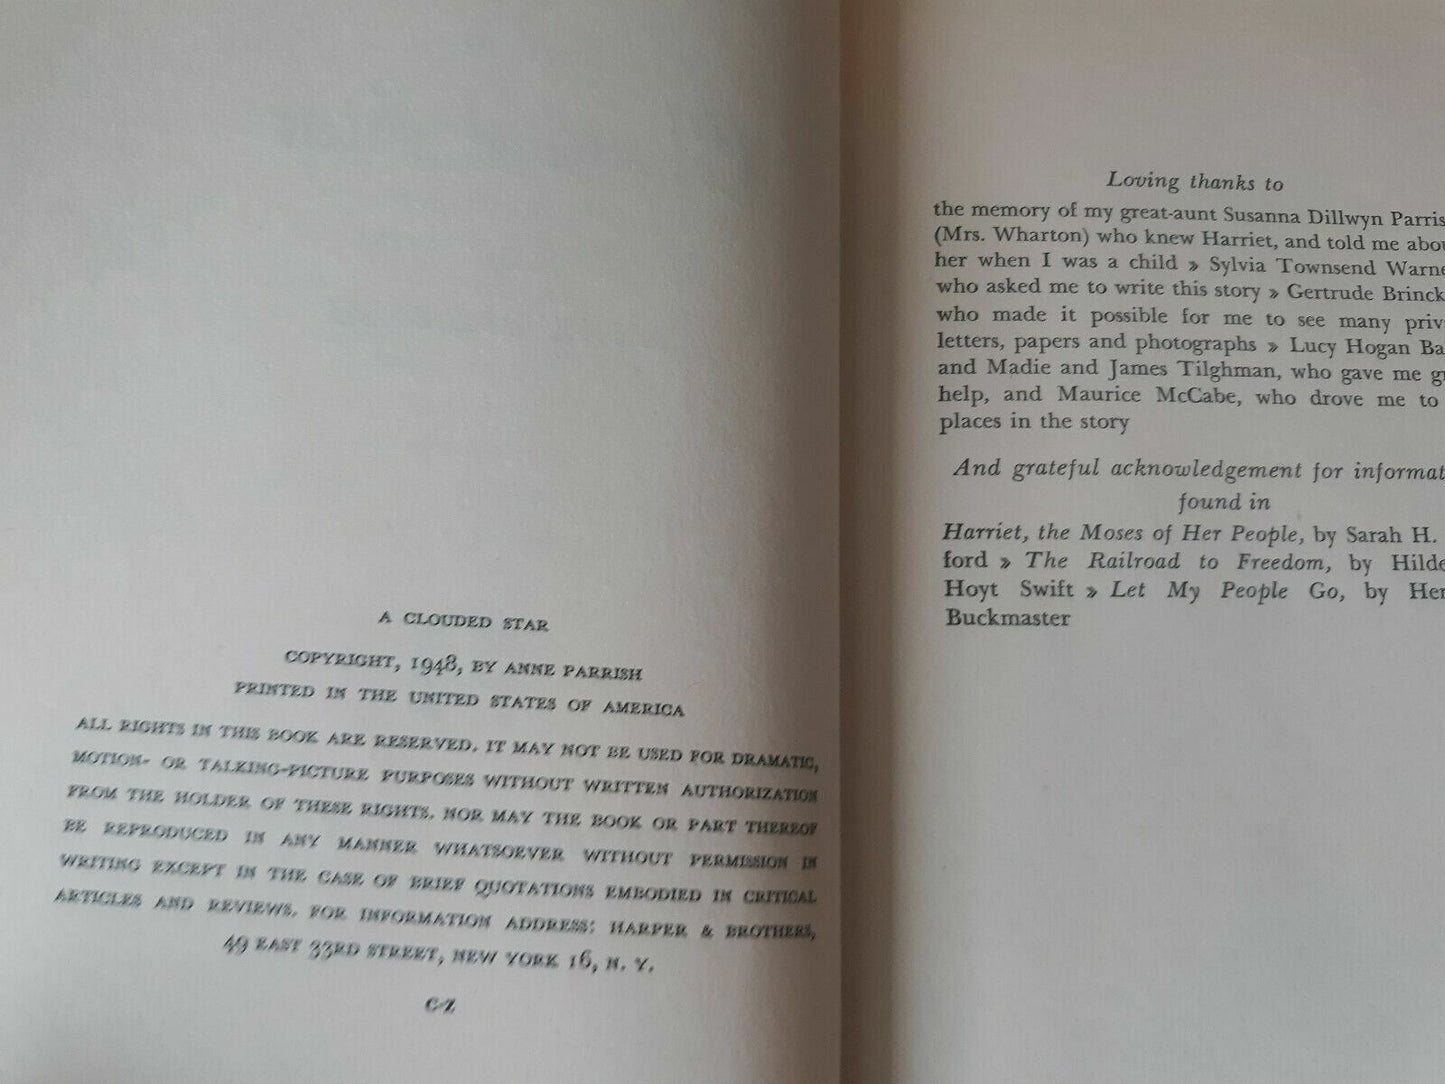 A CLOUDED STAR
COPYRIGHT, 1948, BY ANNE PARRISH
PRINTED IN THE UNITED STATES OF AMERICA
ALL RIGHTS IN THIS BOOK ARE RESERVED. IT MAY NOT BE USED FOR DRAMATIC,
MOTION- OR TALKING-PICTURE PURPOSES WITHOUT WRITTEN AUTHORIZATION
FROM THE HOLDER OF THESE RIGHTS. NOR MAY THE BOOK OR PART THEREOF
BE REPRODUCED IN ANY MANNER WHATSOEVER WITHOUT PERMISSION IN
WRITING EXCEPT IN THE CASE OF BRIEF QUOTATIONS EMBODIED IN CRITICAL
ARTICLES AND REVIEWS. FOR INFORMATION ADDRESS: HARPER & BROTHERS,
49 EAST 33RD STREET, NEW YORK 16, N. Y.
C-Z
Loving thanks to
the memory of my great-aunt Susanna Dillwyn Parris
(Mrs. Wharton) who knew Harriet, and told me abou
her when I was a child » Sylvia Townsend Warne
who asked me to write this story » Gertrude Brinck
who made it possible for me to see many priv
letters, papers and photographs » Lucy Hogan Ba
and Madie and James Tilghman, who gave me g
help, and Maurice McCabe, who drove me to
places in the story
And grateful acknowledgement for informat
found in
Harriet, the Moses of Her People, by Sarah H.
ford » The Railroad to Freedom, by Hilde
Hoyt Swift » Let My People Go, by Hen
Buckmaster